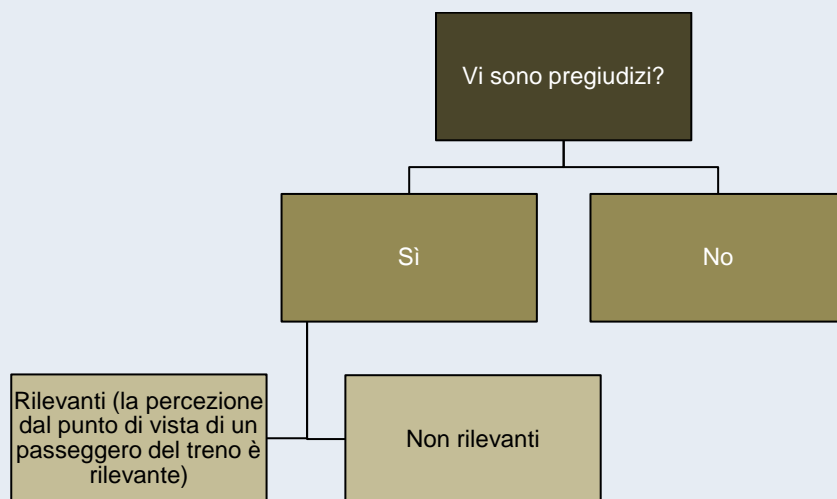 Vi sono pregiudizi?
Sì
No
Rilevanti (la percezione
dal punto di vista di un
passeggero del treno è
rilevante)
Non rilevanti